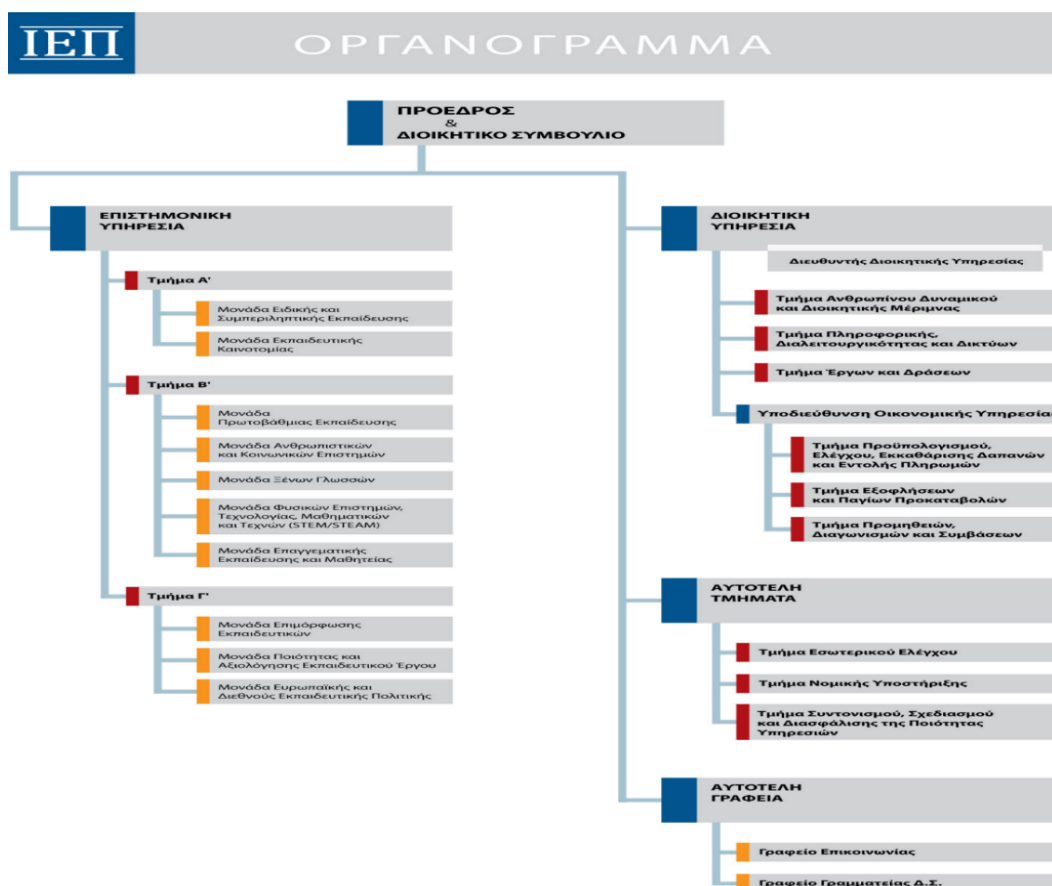 ΙΕΠ
ΟΡΓΑΝΟΓΡΑΜΜΑ
ΠΡΟΕΔΡΟΣ
&
ΔΙΟΙΚΗΤΙΚΟ ΣΥΜΒΟΥΛΙΟ
ΕΠΙΣΤΗΜΟΝΙΚΗ
ΥΠΗΡΕΣΙΑ
Τμήμα Α'
Μονάδα Ειδικής και
Συμπεριληπτικής Εκπαίδευσης
Μονάδα Εκπαιδευτικής
Καινοτομίας
Τμήμα Β'
Μονάδα
Πρωτοβάθμιας Εκπαίδευσης
Μονάδα Ανθρωπιστικών
και Κοινωνικών Επιστημών
Μονάδα Ξένων Γλωσσών
Μονάδα Φυσικών Επιστημών,
Τεχνολογίας, Μαθηματικών
και Τεχνών (STEM/STEAM)
Μονάδα Επαγγεματικής
Εκπαίδευσης και Μαθητείας
Τμήμα Γ'
Μονάδα Επιμόρφωσης
Εκπαιδευτικών
Μονάδα Ποιότητας και
Αξιολόγησης Εκπαιδευτικού Έργου
Μονάδα Ευρωπαϊκής και
Διεθνούς Εκπαιδευτικής Πολιτικής
ΔΙΟΙΚΗΤΙΚΗ
ΥΠΗΡΕΣΙΑ
Διευθυντής Διοικητικής Υπηρεσίας
Τμήμα Ανθρωπίνου Δυναμικού
και Διοικητικής Μέριμνας
Τμήμα Πληροφορικής,
Διαλειτουργικότητας και Δικτύων
Τμήμα Έργων και Δράσεων
Υποδιεύθυνση Οικονομικής Υπηρεσίας
Τμήμα Προϋπολογισμού,
Ελέγχου, Εκκαθάρισης Δαπανών
και Εντολής Πληρωμών
Τμήμα Εξοφλήσεων
και Παγίων Προκαταβολών
Τμήμα Προμηθειών,
Διαγωνισμών και Συμβάσεων
ΑΥΤΟΤΕΛΗ
ΤΜΗΜΑΤΑ
Τμήμα Εσωτερικού Ελέγχου
Τμήμα Νομικής Υποστήριξης
Τμήμα Συντονισμού, Σχεδιασμού
και Διασφάλισης της Ποιότητας
Υπηρεσιών
ΑΥΤΟΤΕΛΗ
ΓΡΑΦΕΙΑ
Γραφείο Επικοινωνίας
Γραφείο Γραμματείας Δ.Σ.